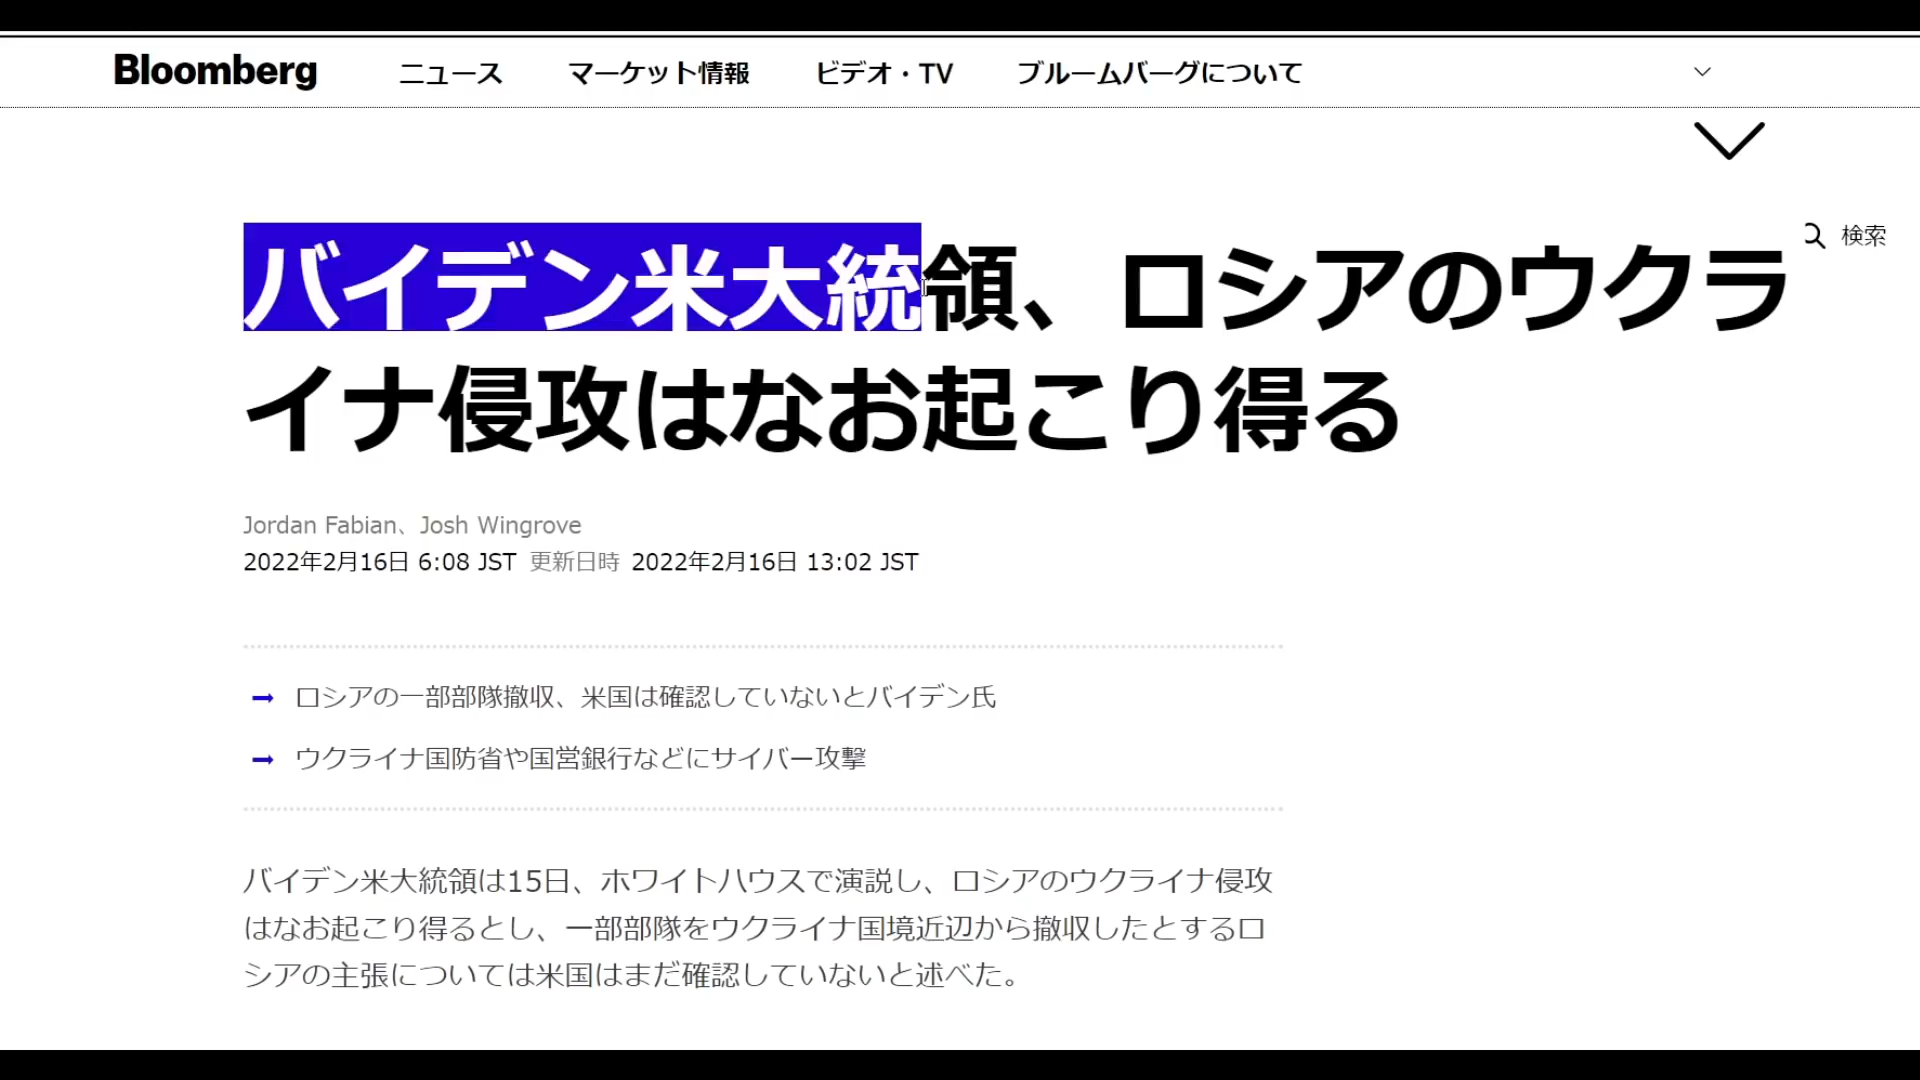 Bloomberg ニュース マーケット情報 ビデオ・TV ブルームバーグについて
検索
バイデン米大統領、ロシアのウクラ
イナ侵攻はなお起こり得る
Jordan Fabian、Josh Wingrove
2022年2月16日 6:08 JST 更新日時 2022年2月16日 13:02 JST
→ ロシアの一部部隊撤収、米国は確認していないとバイデン氏
→ ウクライナ国防省や国営銀行などにサイバー攻撃
バイデン米大統領は15日、ホワイトハウスで演説し、ロシアのウクライナ侵攻
はなお起こり得るとし、一部部隊をウクライナ国境近辺から撤収したとするロ
シアの主張については米国はまだ確認していないと述べた。